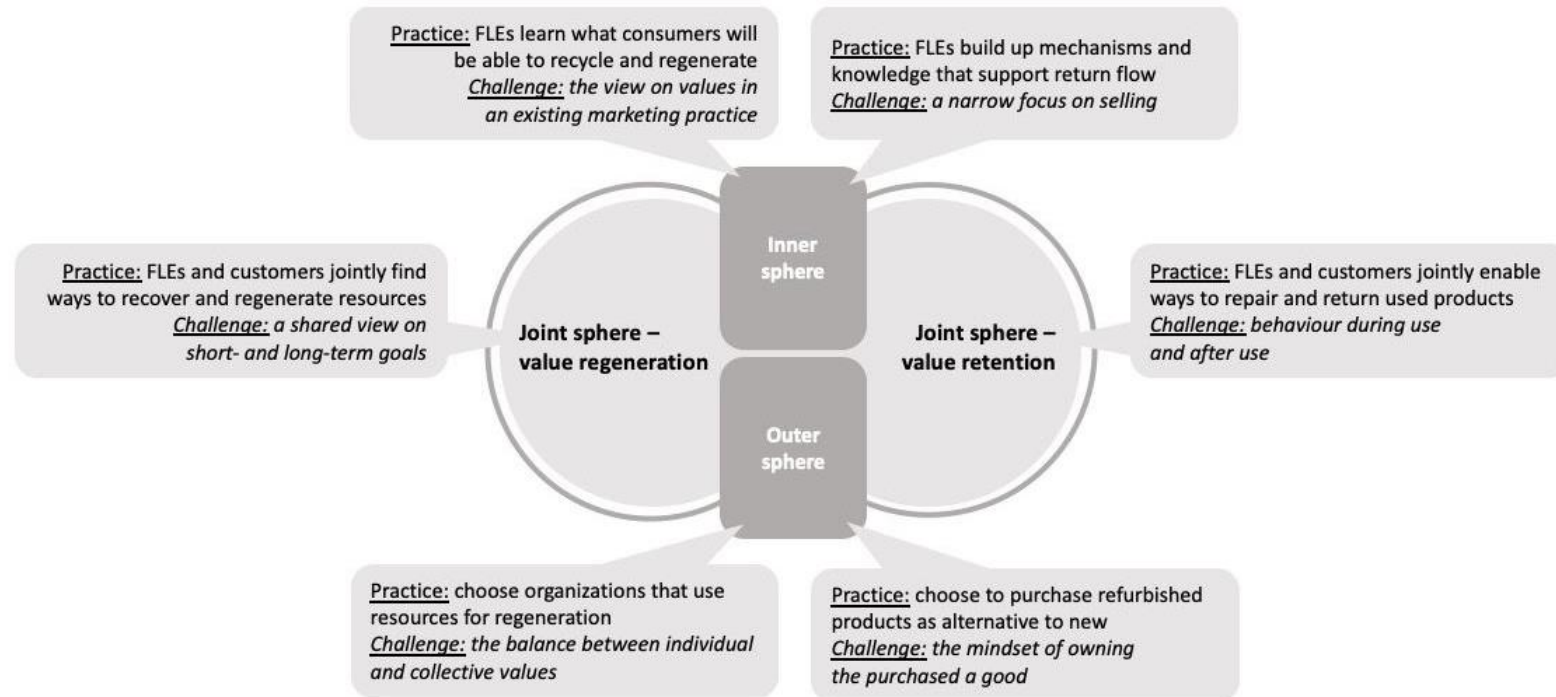 Practice: FLEs learn what consumers will
be able to recycle and regenerate
Challenge: the view on values in
an existing marketing practice
Practice: FLEs build up mechanisms and
knowledge that support return flow
Challenge: a narrow focus on selling
Practice: FLEs and customers jointly find
ways to recover and regenerate resources
Challenge: a shared view on
short- and long-term goals
Inner
sphere
Joint sphere –
value regeneration
Joint sphere –
value retention
Practice: FLEs and customers jointly enable
ways to repair and return used products
Challenge: behaviour during use
and after use
Outer
sphere
Practice: choose organizations that use
resources for regeneration
Challenge: the balance between individual
and collective values
Practice: choose to purchase refurbished
products as alternative to new
Challenge: the mindset of owning
the purchased a good